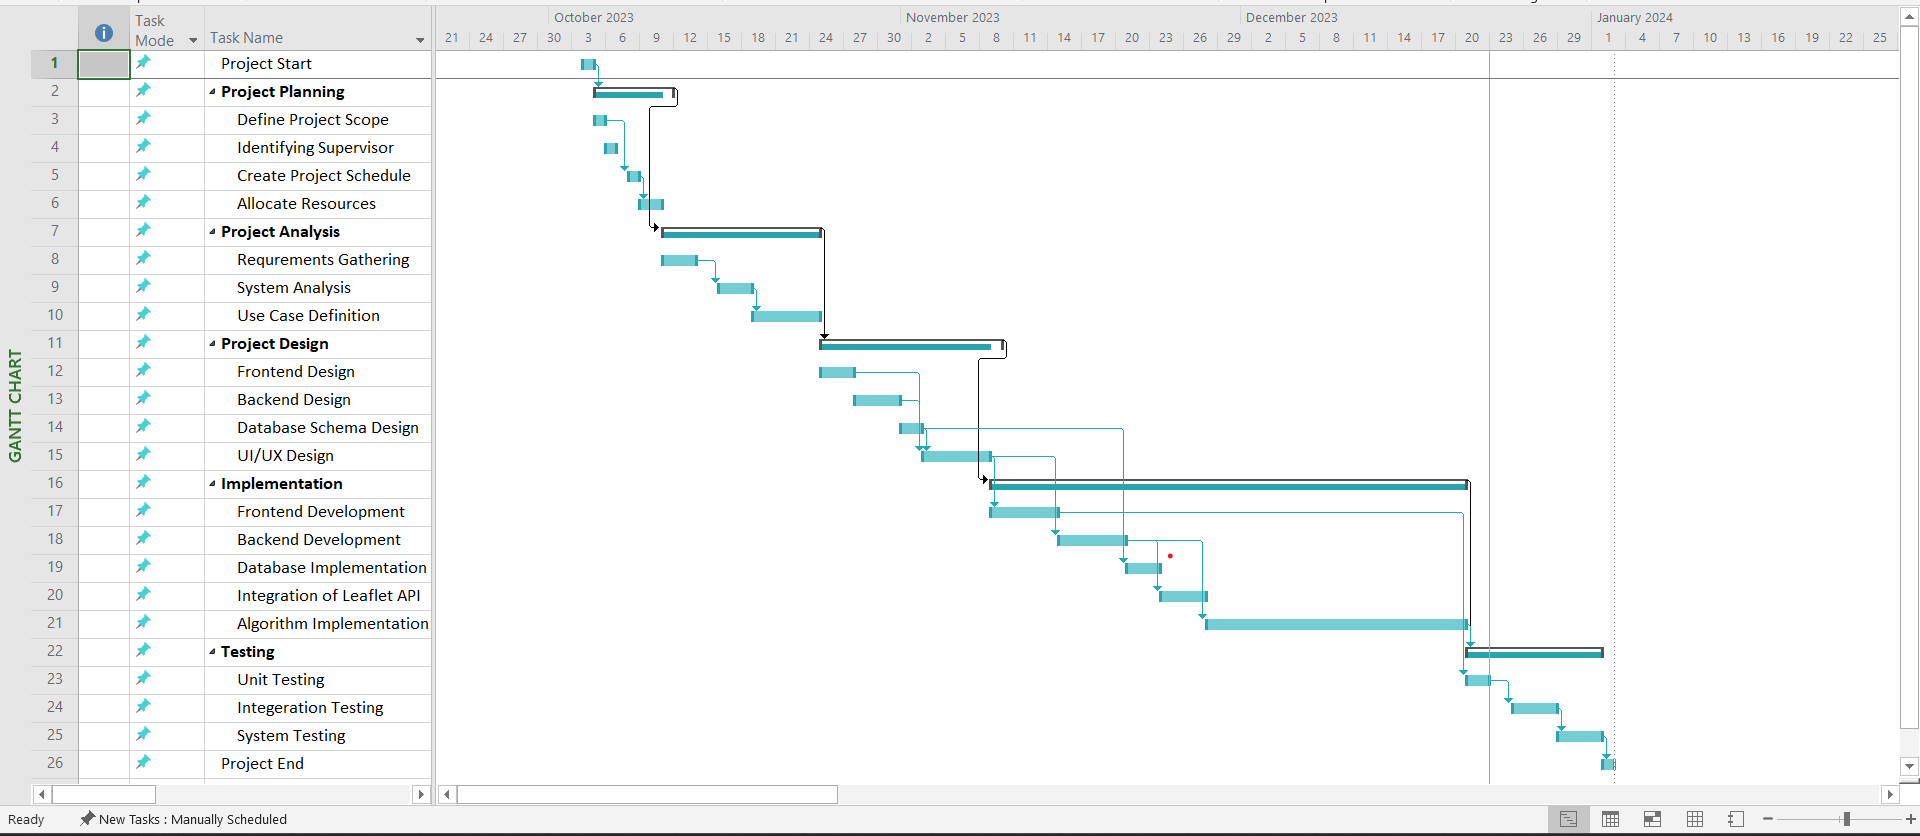 October 2023 November 2023 December 2023 January 2024
Task Mode Task Name
21 24 27 30 3 6 9 12 15 18 21 24 27 30 2 5 8 11 14 17 20 23 26 29 2 5 8 11 14 17 20 23 26 29 1 4 7 10 13 16 19 22 25
1 Project Start
2 Project Planning
3 Define Project Scope
4 Identifying Supervisor
5 Create Project Schedule
6 Allocate Resources
7 Project Analysis
8 Requrements Gathering
9 System Analysis
10 Use Case Definition
11 Project Design
12 Frontend Design
13 Backend Design
14 Database Schema Design
15 UI/UX Design
16 Implementation
17 Frontend Development
18 Backend Development
19 Database Implementation
20 Integration of Leaflet API
21 Algorithm Implementation
22 Testing
23 Unit Testing
24 Integeration Testing
25 System Testing
26 Project End
GANTT CHART
Ready New Tasks : Manually Scheduled